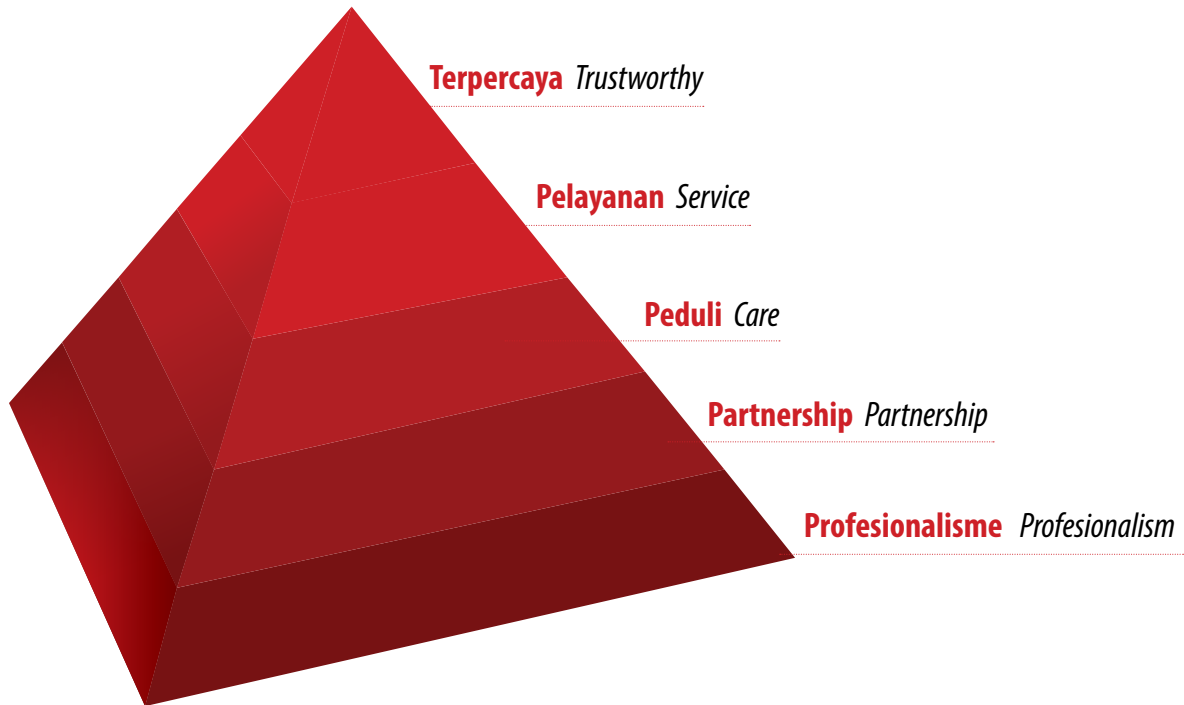 Terpercaya Trustworthy
Pelayanan Service
Peduli Care
Partnership Partnership
Profesionalisme Profesionalism